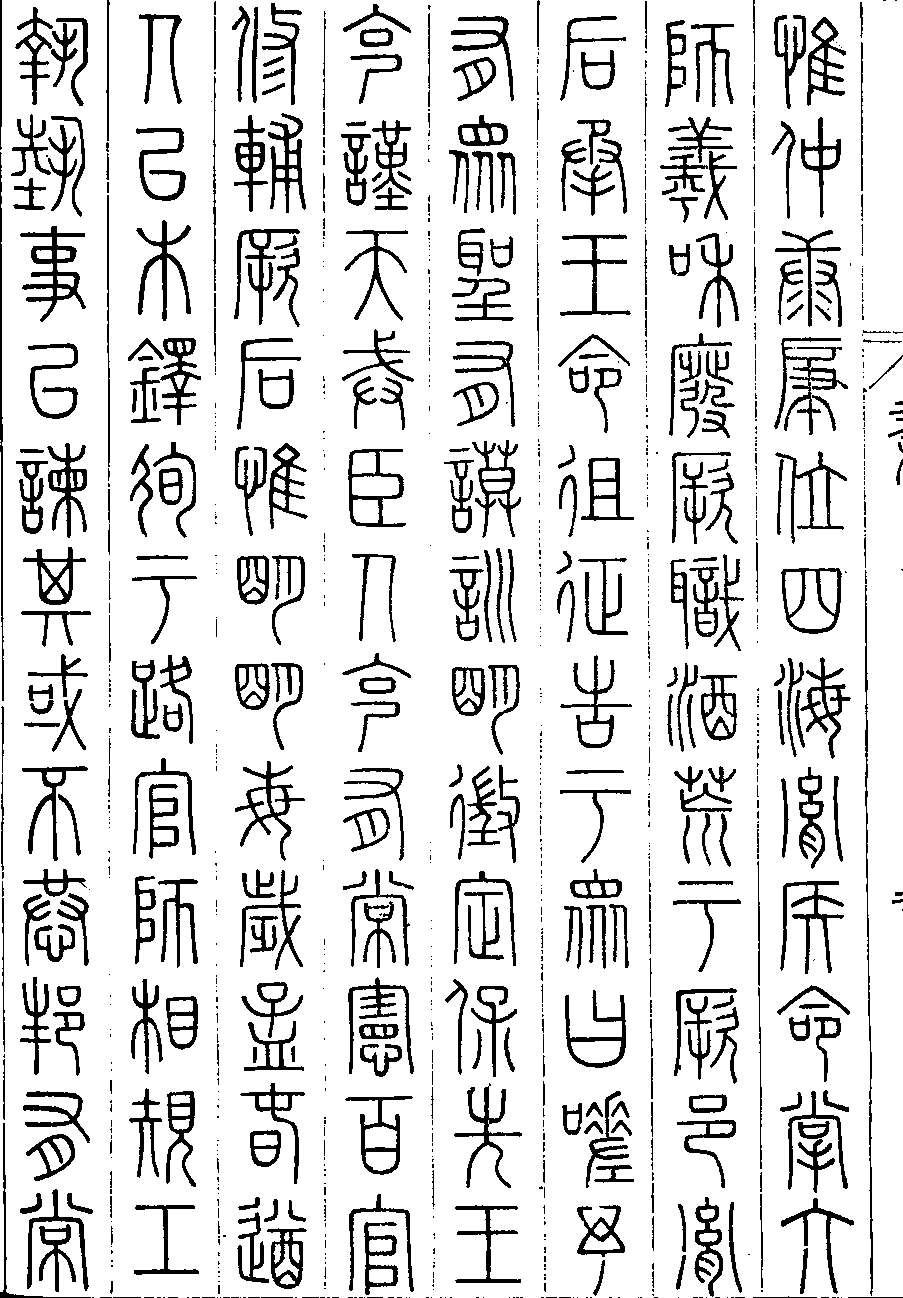 惟仲康肇位四海胤侯命掌六
師羲和廢厥職酒荒于厥邑胤
后承王命徂征告于眾曰嗟予
有眾聖有謨訓明徵定保先王
克謹天戒臣人克有常憲百官
修輔厥后惟明明每歲孟春遒
人以木鐸徇于路官師相規工
執藝事以諫其或不恭邦有常